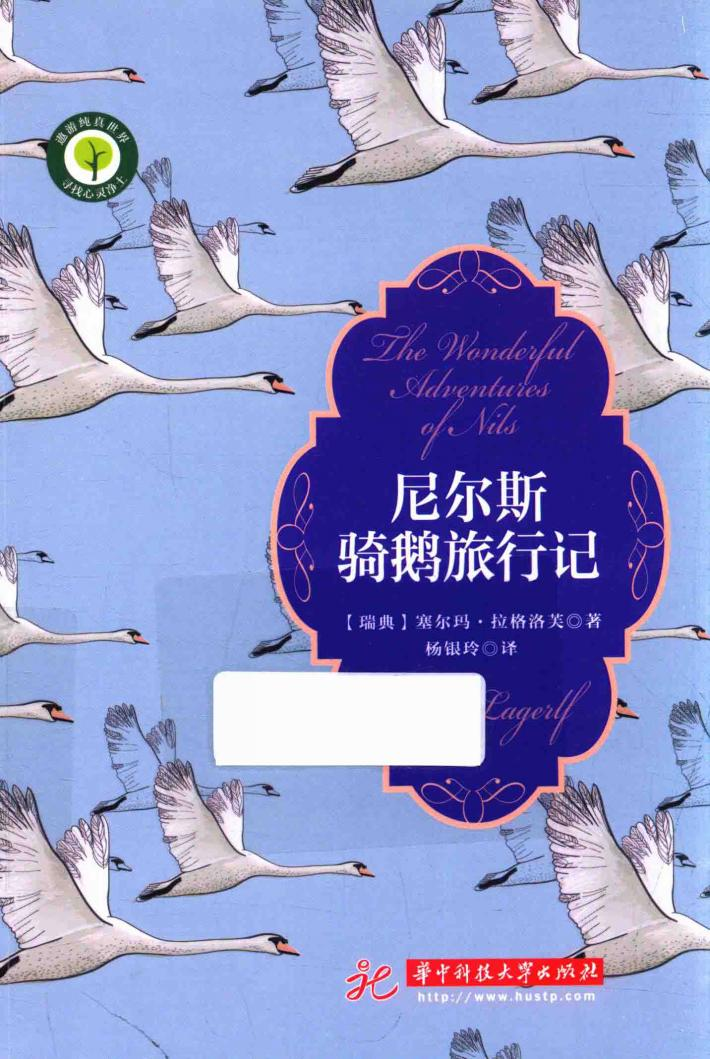 遨游纯真世界
寻找心灵净土
The Wonderful
Adventures
of Nils
尼尔斯
骑鹅旅行记
【瑞典】塞尔玛·拉格洛芙◎著
杨银玲◎译
Lagerlf
华中科技大学出版社
http://www.hustp.com